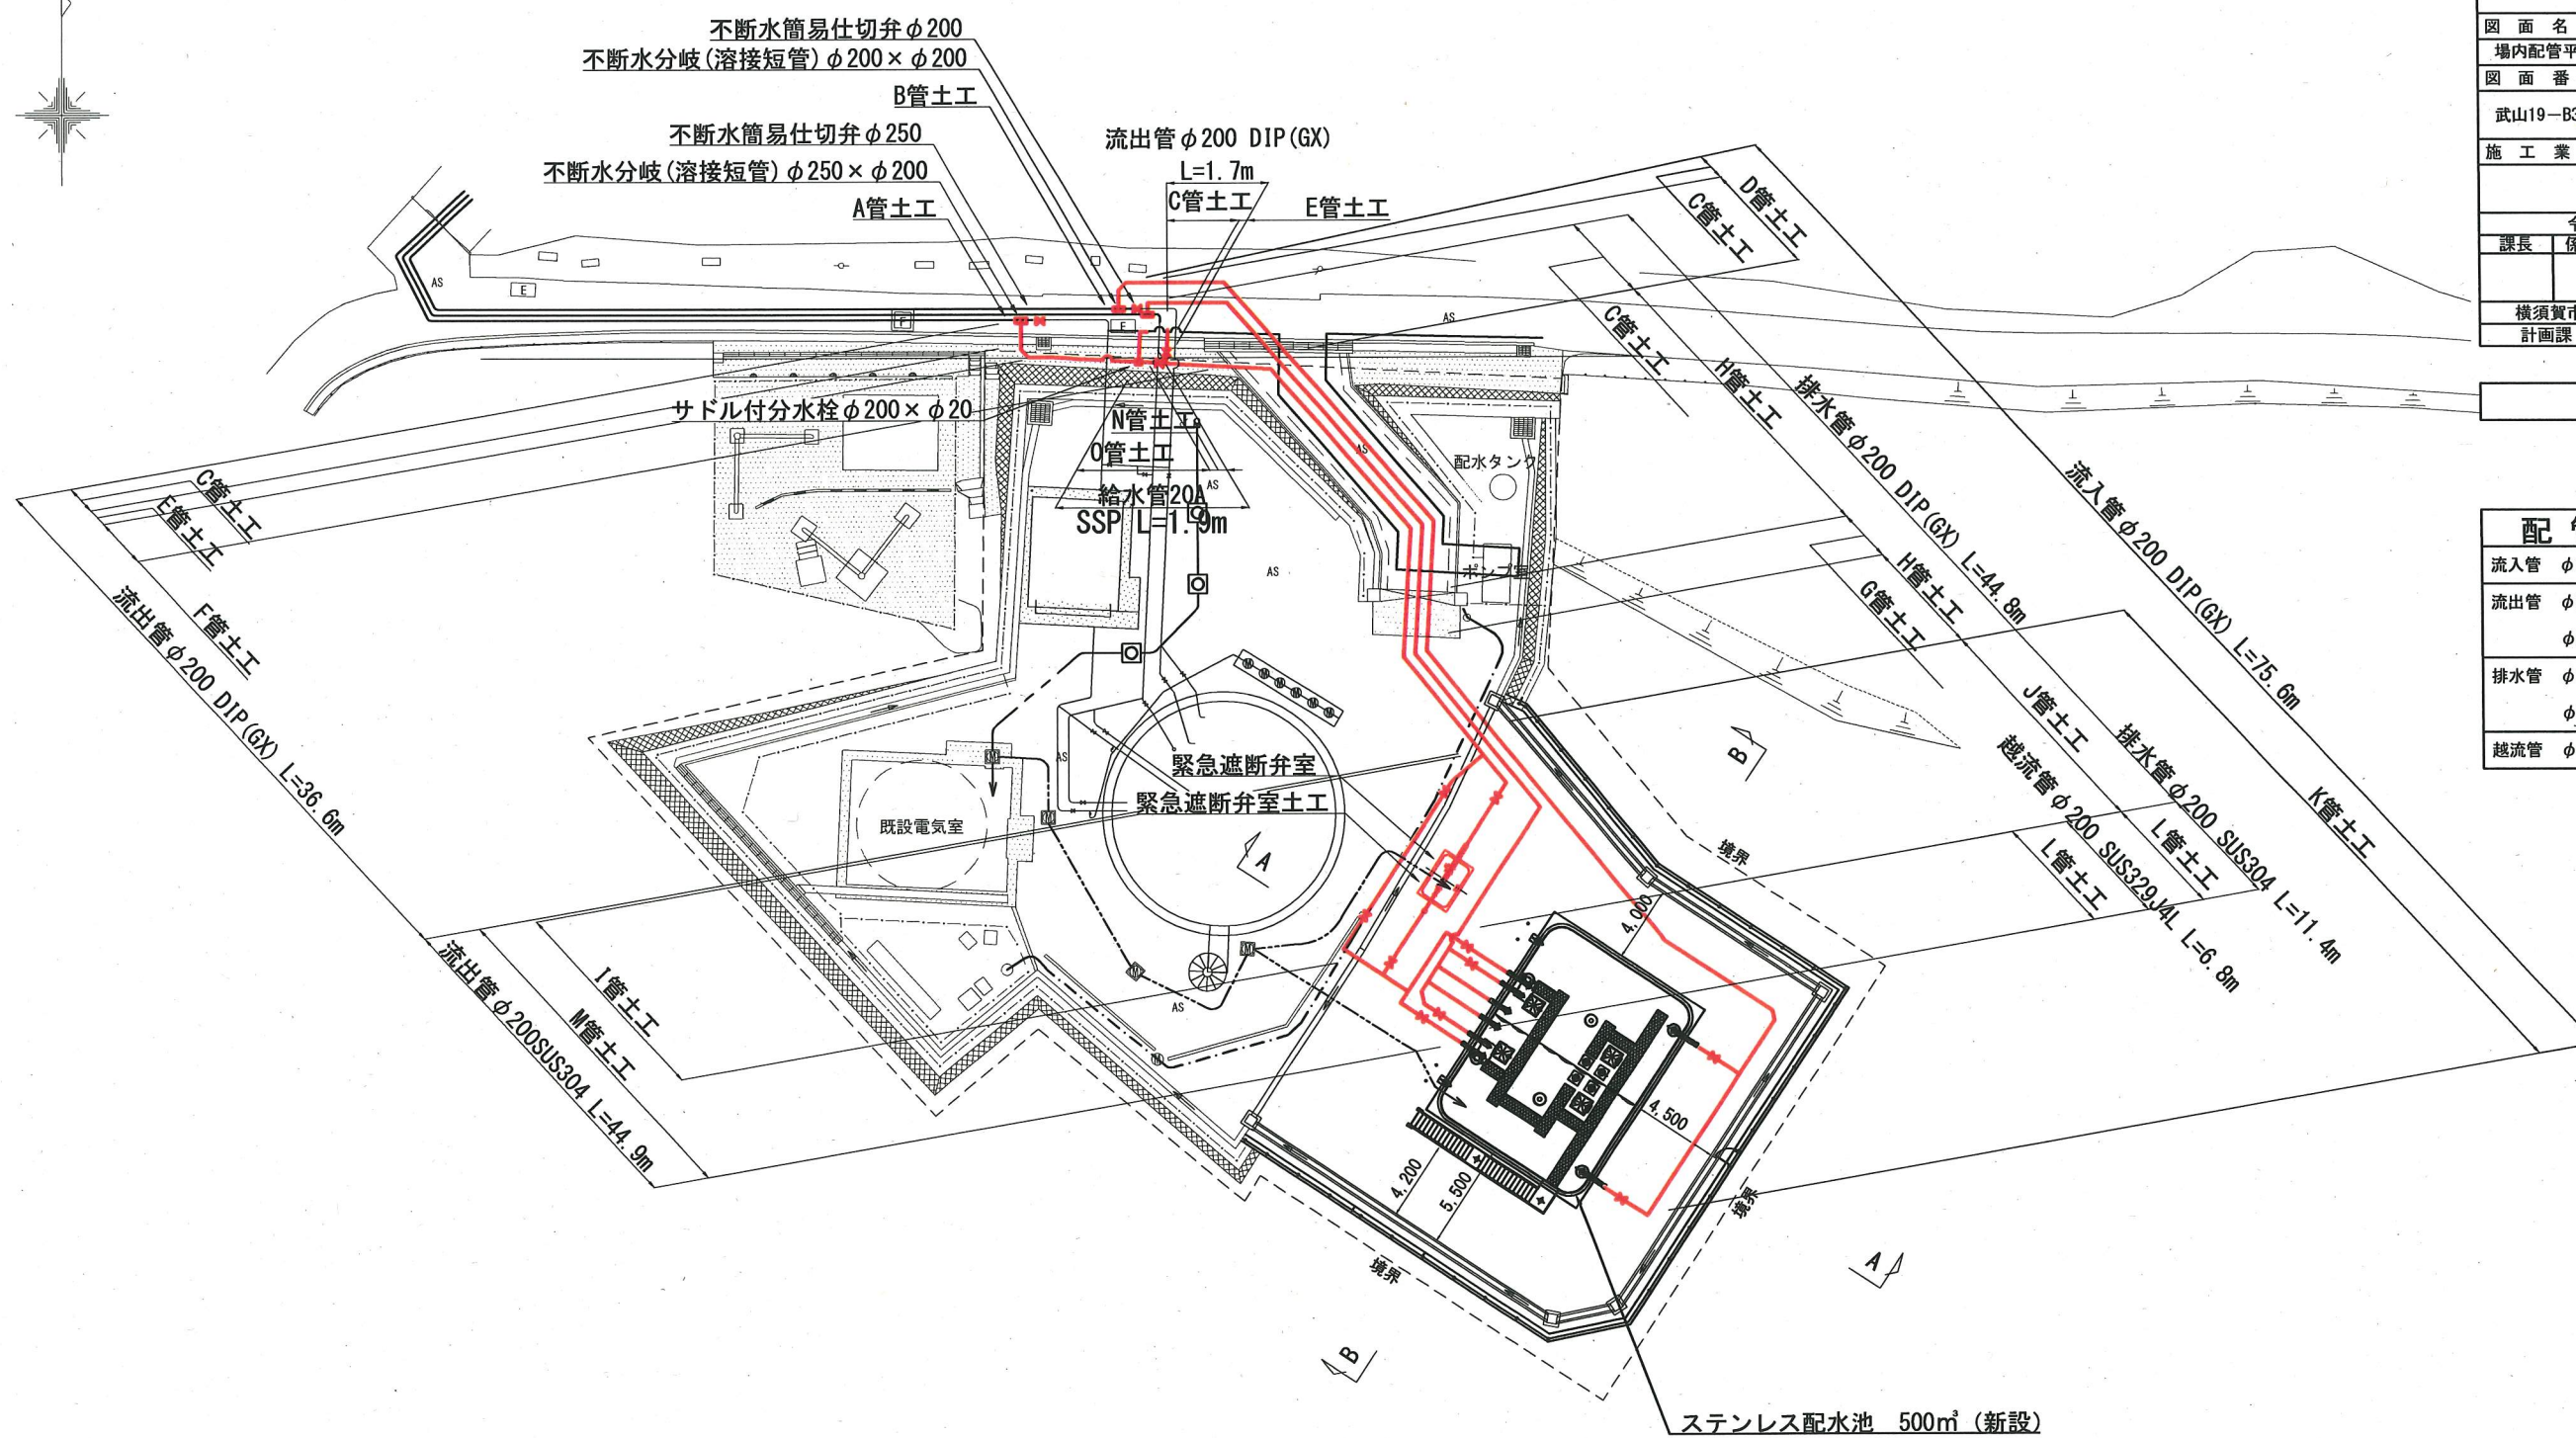 不断水簡易仕切弁φ200
不断水分岐(溶接短管)φ200×φ200
B管土工
不断水簡易仕切弁φ250
不断水分岐(溶接短管)φ250×φ200
A管土工
流出管φ200 DIP(GX)
L=1.7m
C管土工
E管土工
D管土工
C管土工
C管土工
H管土工
排水管φ200 DIP(GX) L=44.8m
流入管φ200 DIP(GX) L=75.6m
H管土工
G管土工
J管土工
排水管φ200 SUS304 L=11.4m
越流管φ200 SUS329J4L L=6.8m
L管土工
L管土工
K管土工
AS
E
F
E
AS
サドル付分水栓φ200×φ20
N管土工
O管土工
AS
給水管20A
SSP L=1.9m
AS
AS
配水タンク
ポンプ室
C管土工
E管土工
F管土工
流出管φ200 DIP(GX) L=36.6m
流出管φ200SUS304 L=44.9m
I管土工
M管土工
AS
緊急遮断弁室
緊急遮断弁室土工
既設電気室
A
B
AS
境界
4,000
4,500
4,200
5,500
境界
境界
A
B
ステンレス配水池 500㎥ (新設)
図 面 名
場内配管平
図 面 番
武山19－B3
施 工 業
課長
横須賀市
計画課
配
流入管 φ
流出管 φ
φ
排水管 φ
φ
越流管 φ